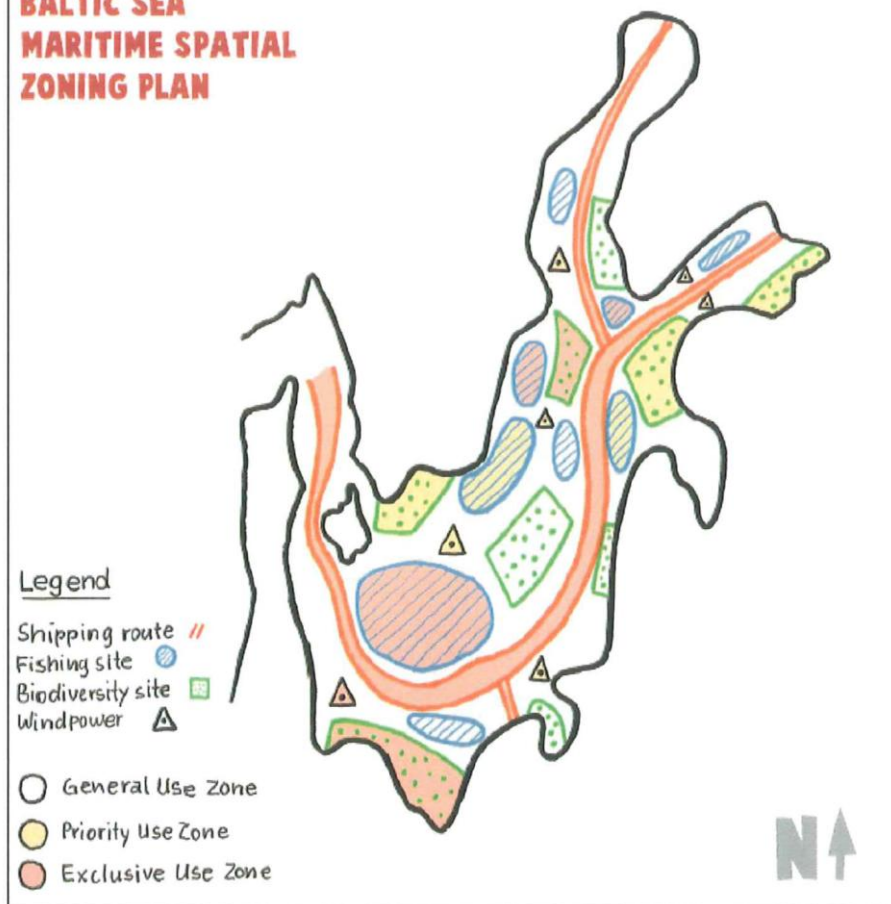 BALTIC SEA
MARITIME SPATIAL
ZONING PLAN
Legend
Shipping route
Fishing site
Biodiversity site
Windpower
General Use Zone
Priority Use Zone
Exclusive Use Zone
N